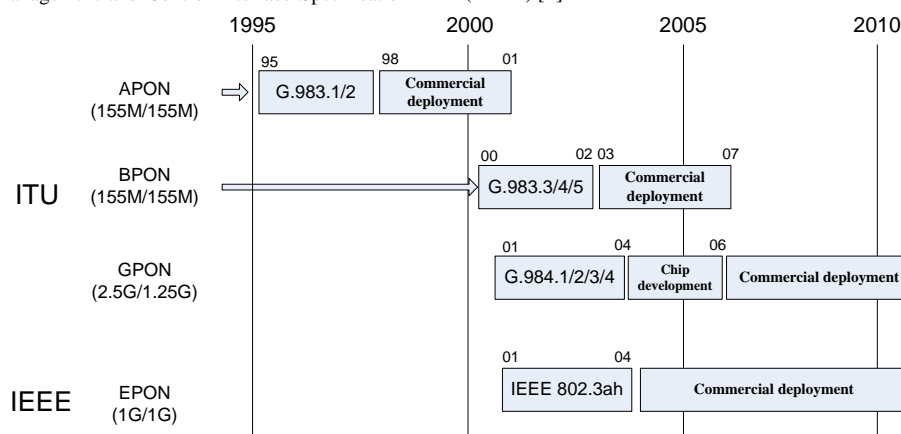 1995 2000 2005 2010
95 98 01
APON
(155M/155M)
G.983.1/2
Commercial
deployment
00 02 03 07
ITU
BPON
(155M/155M)
G.983.3/4/5
Commercial
deployment
01 04 06
GPON
(2.5G/1.25G)
G.984.1/2/3/4
Chip
development
Commercial deployment
01 04
IEEE
EPON
(1G/1G)
IEEE 802.3ah
Commercial deployment